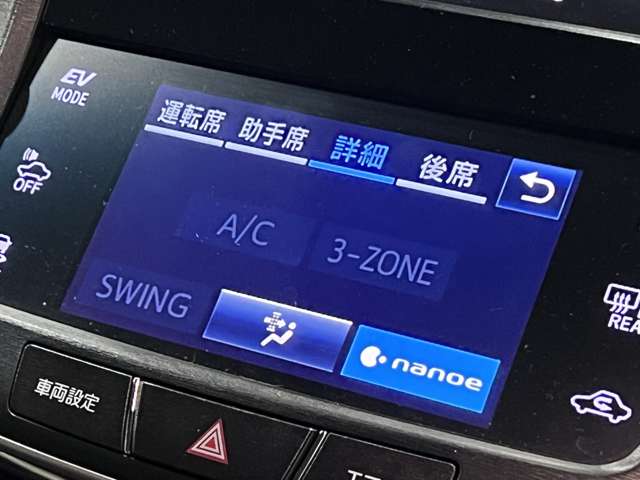 EV
MODE
運転席 助手席 詳細 後席
OFF
A/C 3-ZONE
SWING nanoe
REA
車両設定